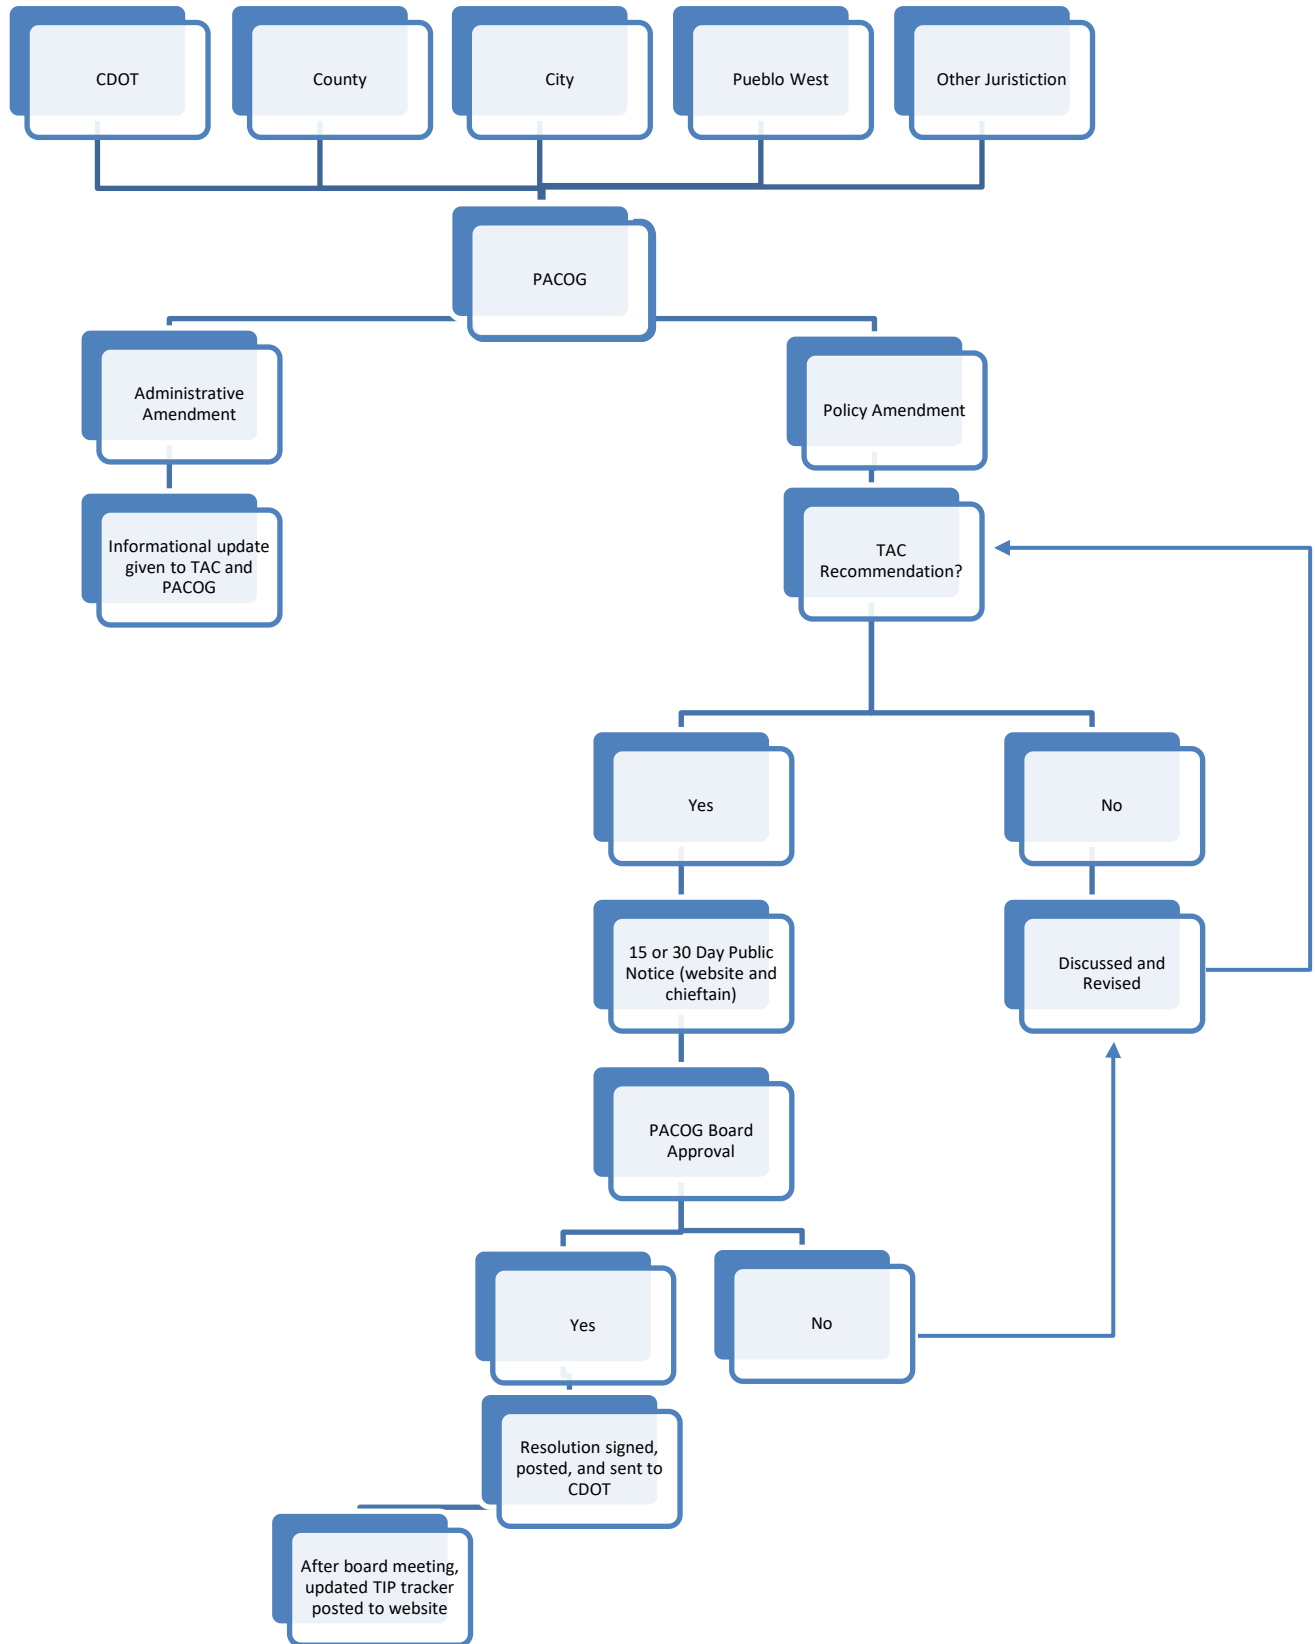 CDOT
County
City
Pueblo West
Other Juristiction
PACOG
Administrative
Amendment
Policy Amendment
Informational update
given to TAC and
PACOG
TAC
Recommendation?
Yes
No
15 or 30 Day Public
Notice (website and
chieftain)
Discussed and
Revised
PACOG Board
Approval
Yes
No
Resolution signed,
posted, and sent to
CDOT
After board meeting,
updated TIP tracker
posted to website